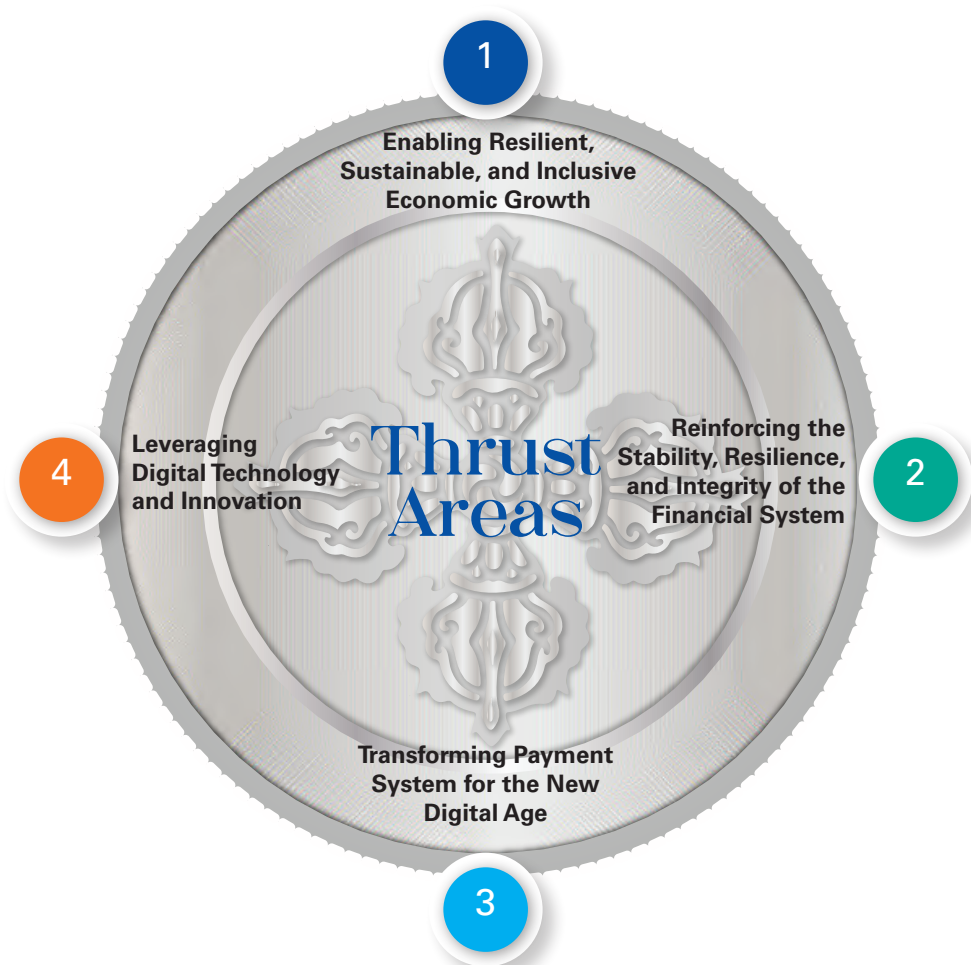 1
Enabling Resilient,
Sustainable, and Inclusive
Economic Growth
Thrust
Areas
Reinforcing the
Stability, Resilience,
and Integrity of the
Financial System
2
4
Leveraging
Digital Technology
and Innovation
Transforming Payment
System for the New
Digital Age
3